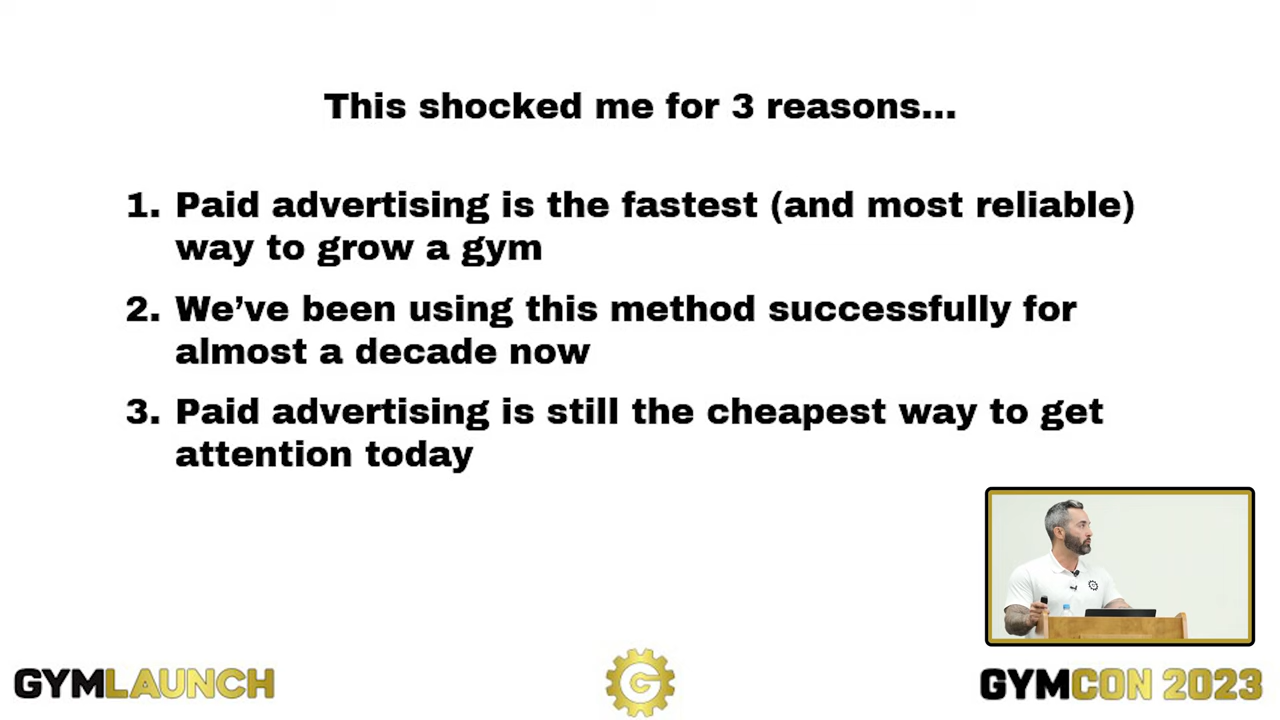 This shocked me for 3 reasons...
1. Paid advertising is the fastest (and most reliable)
way to grow a gym
2. We’ve been using this method successfully for
almost a decade now
3. Paid advertising is still the cheapest way to get
attention today
GYMLAUNCH
G
GYMCON 2023